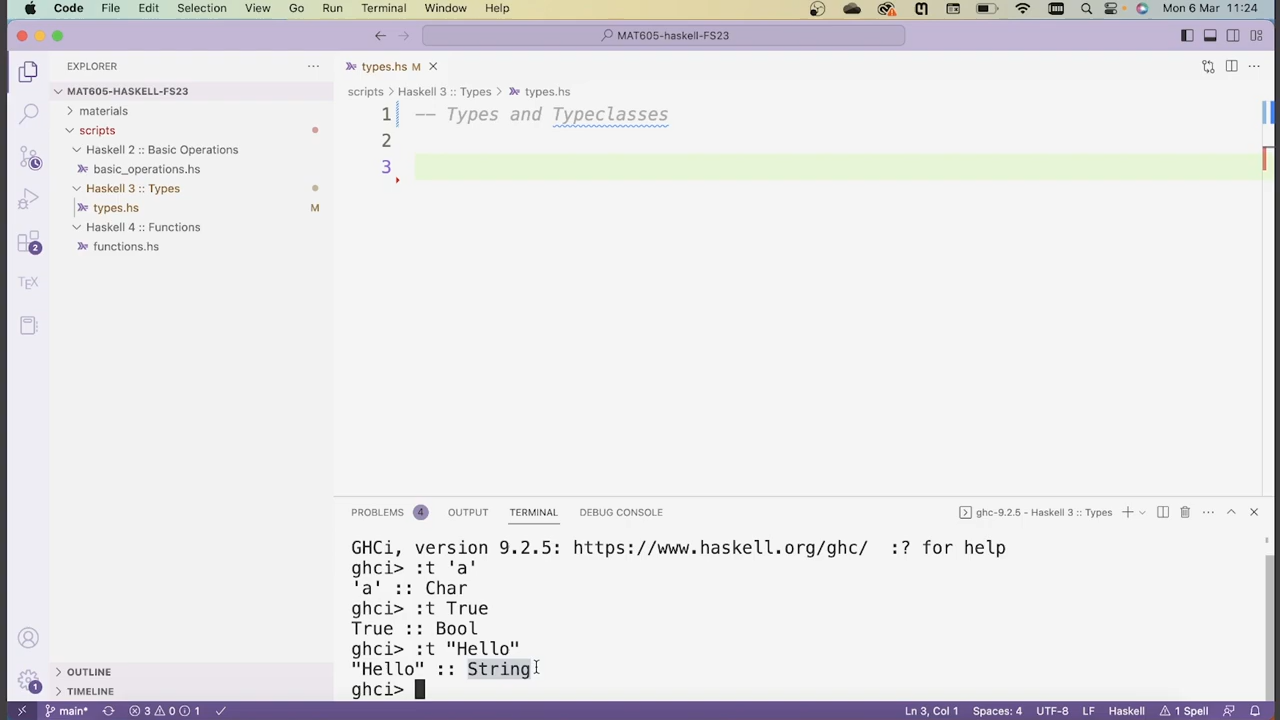 Code File Edit Selection View Go Run Terminal Window Help Mon 6 Mar 11:24
MAT605-haskell-FS23
EXPLORER
MAT605-HASKELL-FS23
materials
scripts
Haskell 2 :: Basic Operations
basic_operations.hs
Haskell 3 :: Types
types.hs M
Haskell 4 :: Functions
functions.hs
OUTLINE
TIMELINE
types.hs M
scripts > Haskell 3 :: Types > types.hs
1 -- Types and Typeclasses
2
3
PROBLEMS 4 OUTPUT TERMINAL DEBUG CONSOLE ghc-9.2.5 - Haskell 3 :: Types
GHCi, version 9.2.5: https://www.haskell.org/ghc/  :? for help
ghci> :t 'a'
'a' :: Char
ghci> :t True
True :: Bool
ghci> :t "Hello"
"Hello" :: String
ghci>
2
TEX
1
main* 3 0 1 Ln 3, Col 1 Spaces: 4 UTF-8 LF Haskell 1 Spell